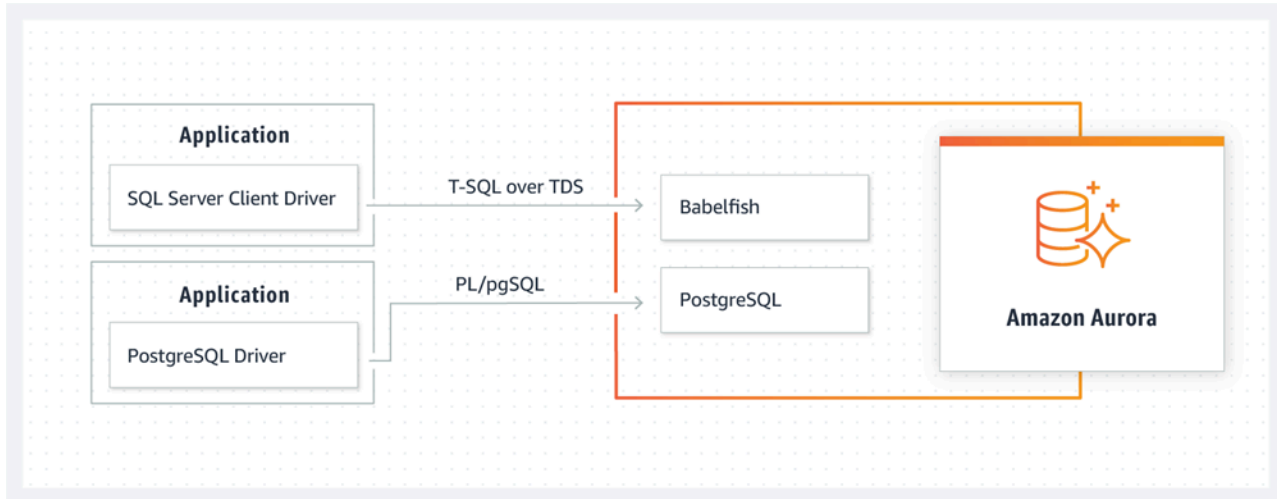 Application
SQL Server Client Driver
T-SQL over TDS
Babelfish
Application
PostgreSQL Driver
PL/pgSQL
PostgreSQL
Amazon Aurora